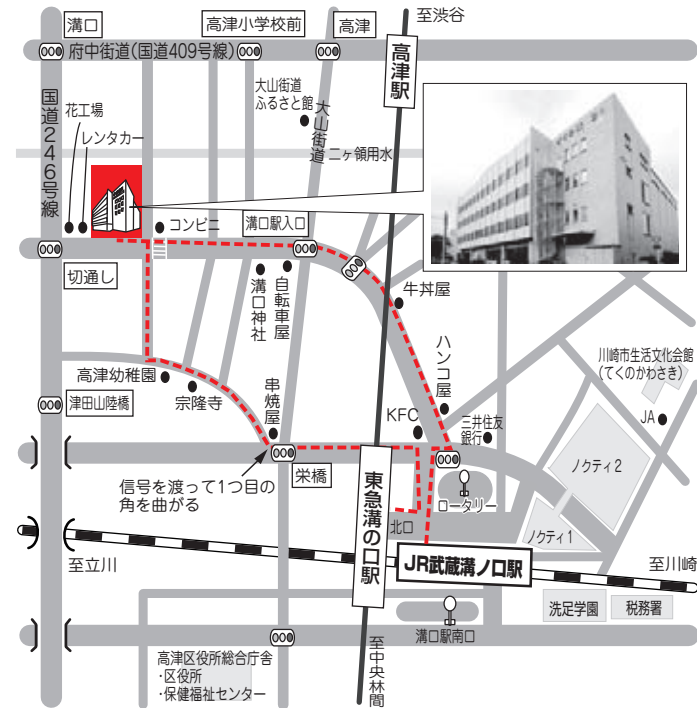 至渋谷
溝口
高津小学校前
高津
府中街道(国道409号線)
高津駅
国道246号線
花工場
レンタカー
大山街道
ふるさと館
大山街道
二ヶ領用水
コンビニ
溝口駅入口
切通し
溝口神社
自転車屋
牛丼屋
ハンコ屋
川崎市生活文化会館
(てくのかわさき)
高津幼稚園
宗隆寺
串焼屋
津田山陸橋
KFC
三井住友
銀行
JA
栄橋
ノクティ2
信号を渡って1つ目の
角を曲がる
東急溝の口駅
ロータリー
北口
ノクティ1
至立川
JR武蔵溝ノ口駅
至川崎
洗足学園
税務署
溝口駅南口
高津区役所総合庁舎
・区役所
・保健福祉センター
至中央林間